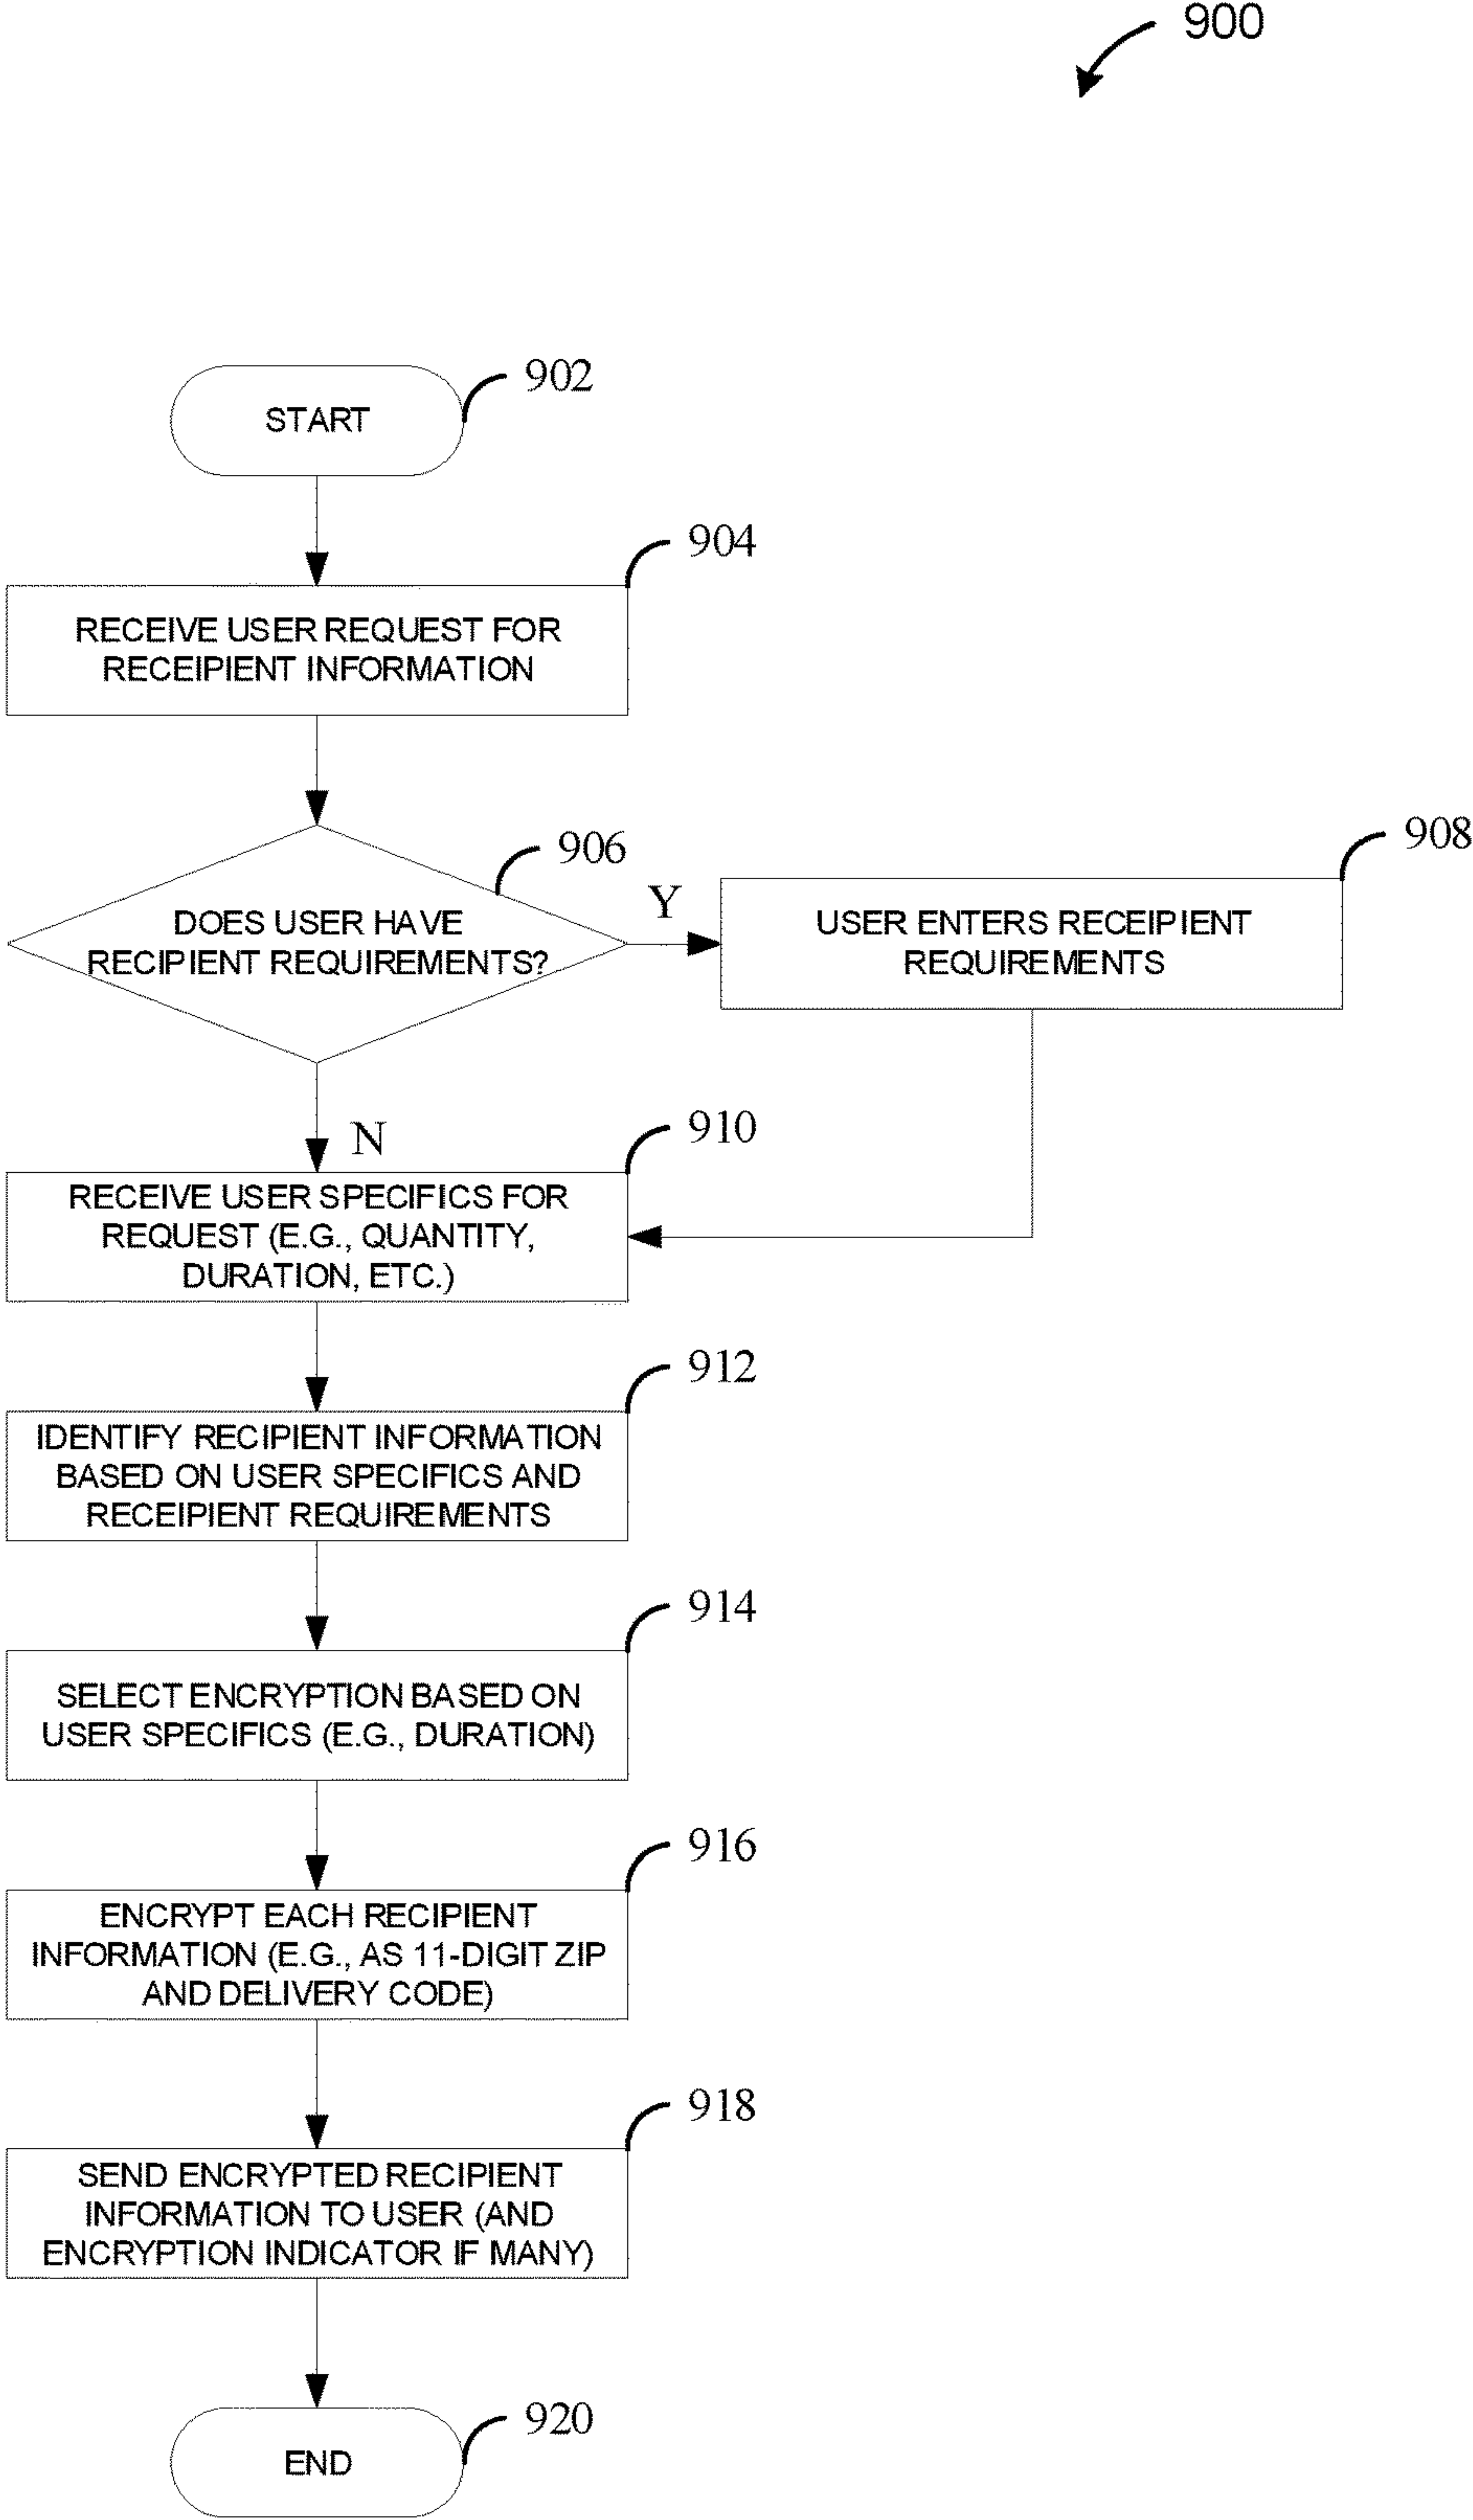 900
902
START
904
RECEIVE USER REQUEST FOR
RECEIPIENT INFORMATION
906
DOES USER HAVE
RECIPIENT REQUIREMENTS?
Y
908
USER ENTERS RECEIPIENT
REQUIREMENTS
N
910
RECEIVE USER SPECIFICS FOR
REQUEST (E.G., QUANTITY,
DURATION, ETC.)
912
IDENTIFY RECIPIENT INFORMATION
BASED ON USER SPECIFICS AND
RECEIPIENT REQUIREMENTS
914
SELECT ENCRYPTION BASED ON
USER SPECIFICS (E.G., DURATION)
916
ENCRYPT EACH RECIPIENT
INFORMATION (E.G., AS 11-DIGIT ZIP
AND DELIVERY CODE)
918
SEND ENCRYPTED RECIPIENT
INFORMATION TO USER (AND
ENCRYPTION INDICATOR IF MANY)
920
END